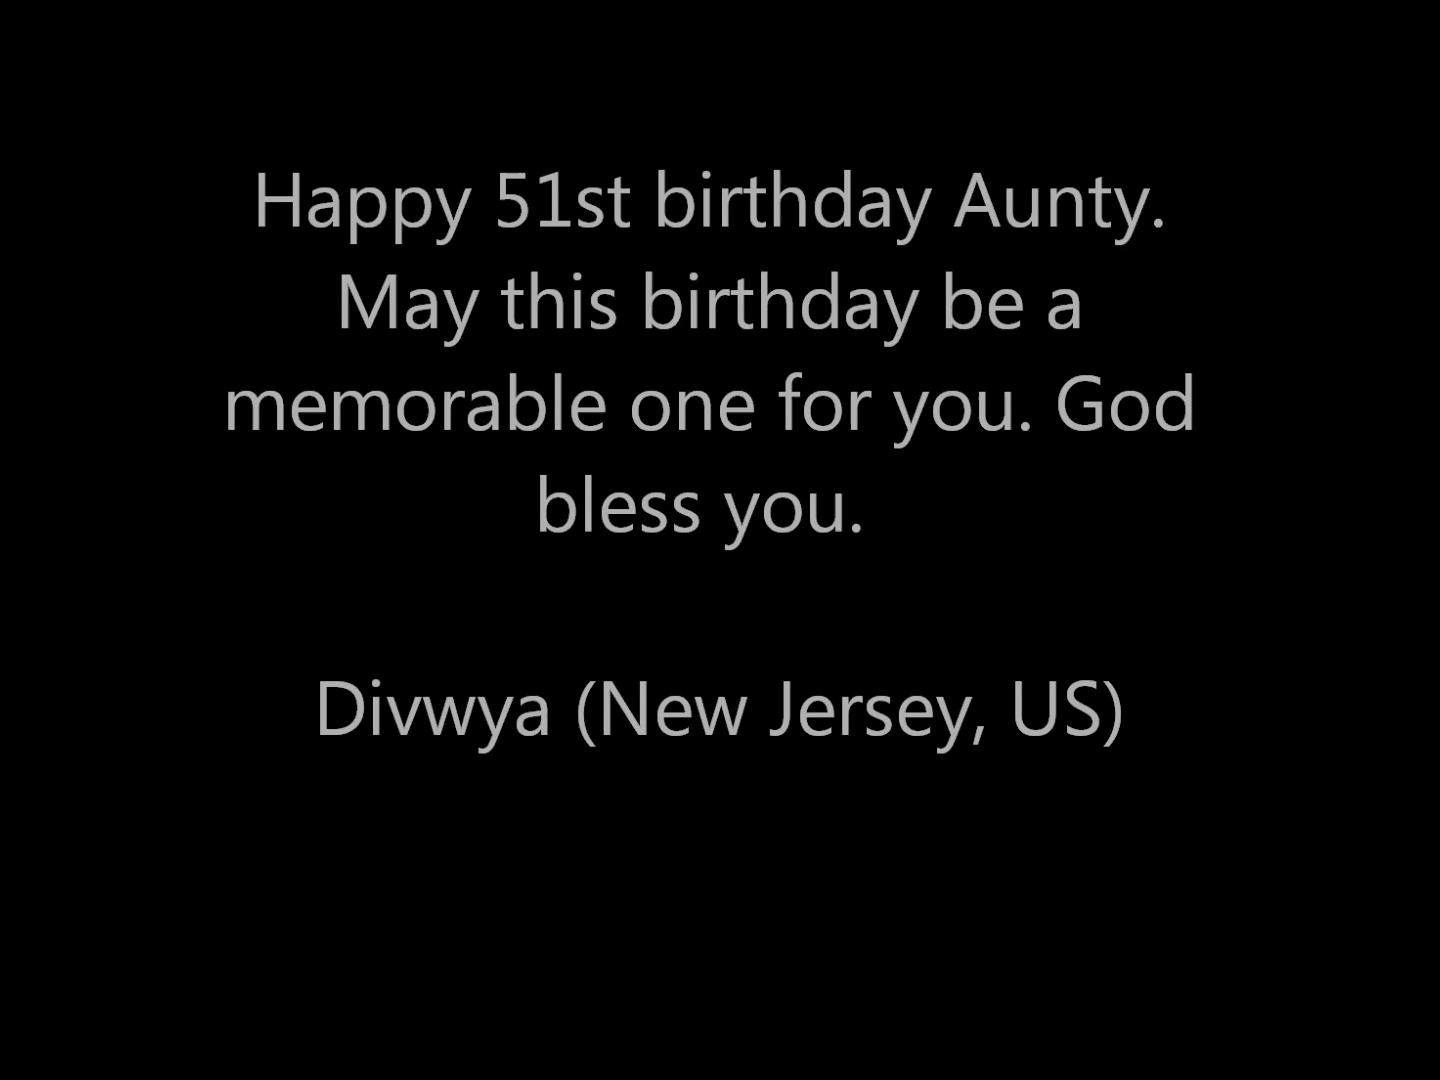 Happy 51st birthday Aunty.
May this birthday be a
memorable one for you. God
bless you.
Divwya (New Jersey, US)